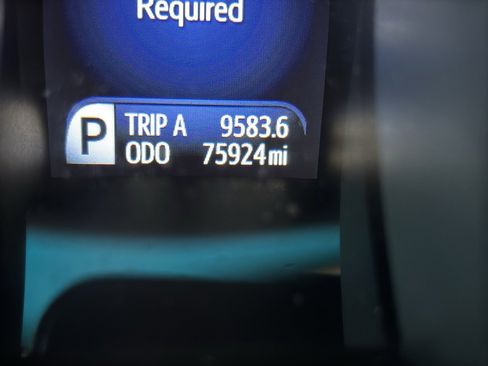 Required
P
TRIP A 9583.6
ODO 75924mi